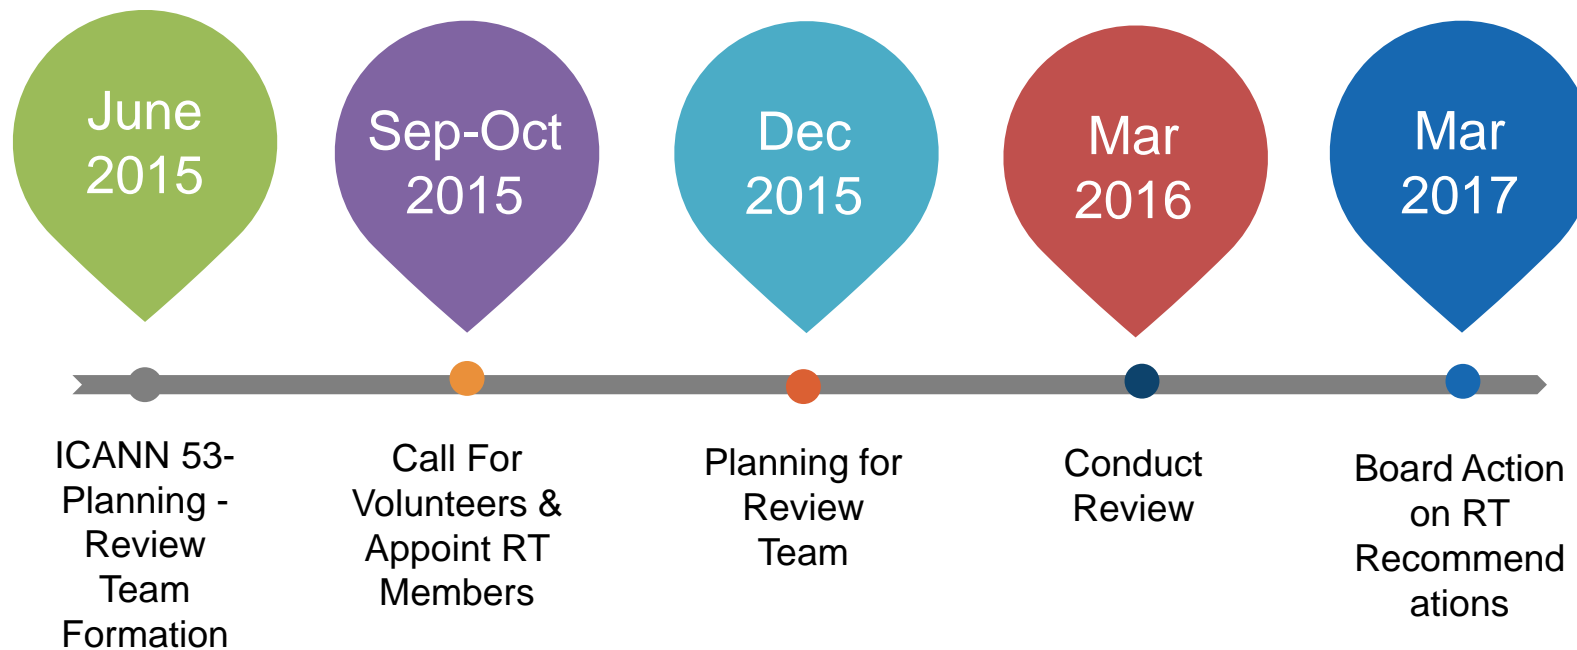 June
2015
Sep-Oct
2015
Dec
2015
Mar
2016
Mar
2017
ICANN 53-
Planning -
Review
Team
Formation
Call For
Volunteers &
Appoint RT
Members
Planning for
Review
Team
Conduct
Review
Board Action
on RT
Recommend
ations